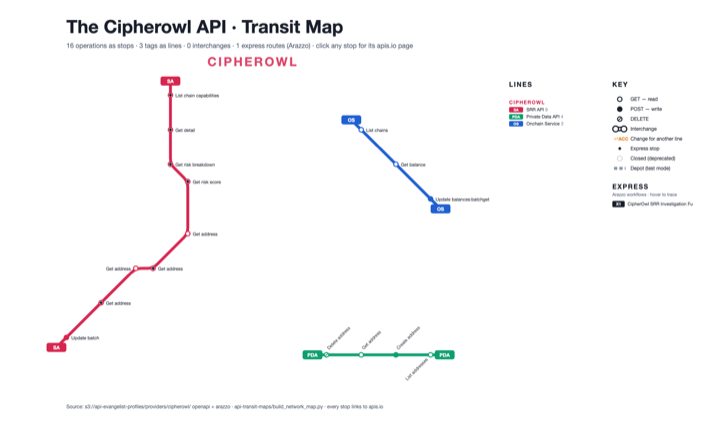 The Cipherowl API · Transit Map
16 operations as stops · 3 tags as lines · 0 interchanges · 1 express routes (Arazzo) · click any stop for its apis.io page
CIPHEROWL
SA
List chain capabilities
Get detail
Get risk breakdown
Get risk score
Get address
Get address
Get address
Get address
Update batch
SA
OS
List chains
Get balance
Update balances:batchget
OS
PDA
Delete address
Get address
Create address
List addresses
PDA
LINES
CIPHEROWL
SA SRR API
PDA Private Data API 4
OS Onchain Service 3
KEY
GET — read
POST — write
DELETE
Interchange
Change for another line
Express stop
Closed (deprecated)
Depot (test mode)
EXPRESS
Arazzo workflows · hover to trace
X1 CipherOwl SRR Investigation Fu
Source: s3://api-evangelist-profiles/providers/cipherowl/ openapi + arazzo · api-transit-maps/build_network_map.py · every stop links to apis.io